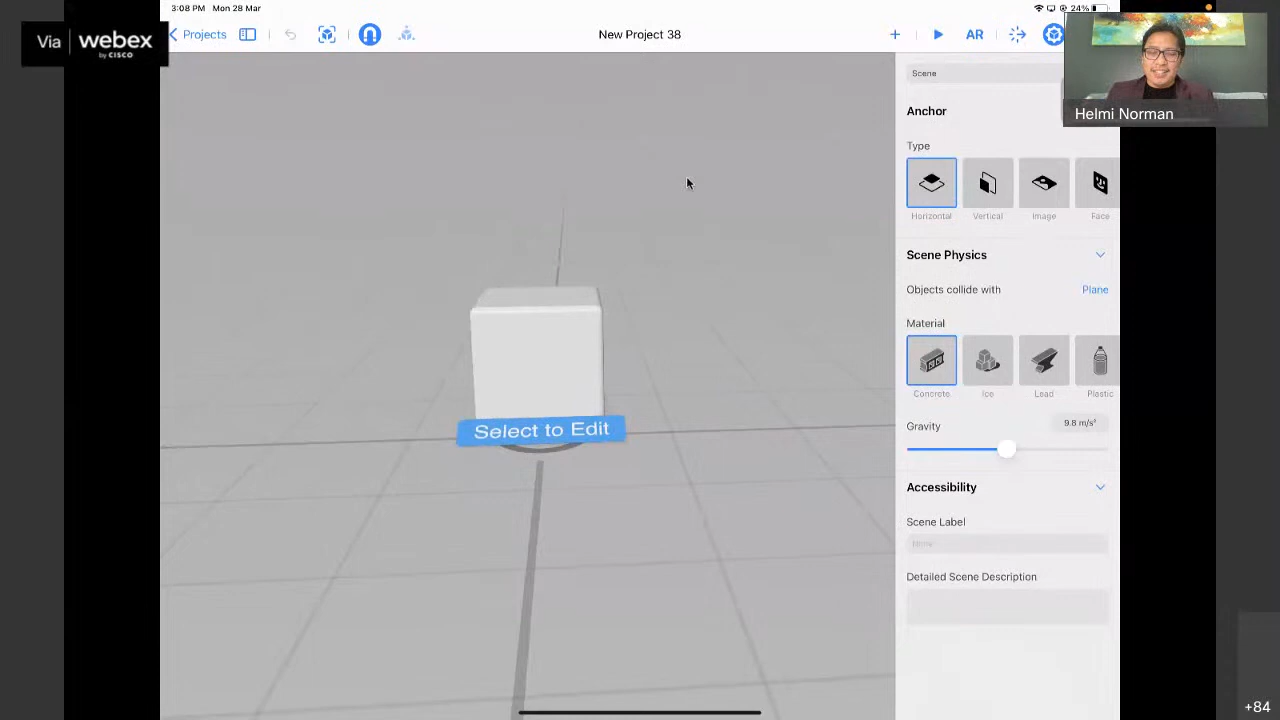 3:08 PM Mon 28 Mar
24%
Via webex
by CISCO
Projects
New Project 38
AR
Helmi Norman
Scene
Anchor
Type
Horizontal
Vertical
Image
Face
Scene Physics
Objects collide with
Plane
Material
Concrete
Ice
Lead
Plastic
Gravity
9.8 m/s²
Select to Edit
Accessibility
Scene Label
None
Detailed Scene Description
+84